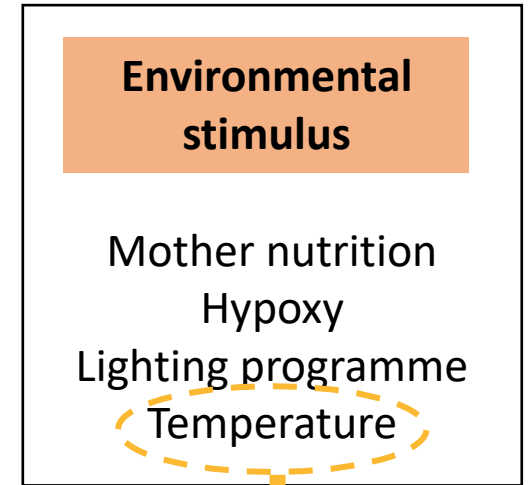 Environmental
stimulus
Mother nutrition
Hypoxy
Lighting programme
Temperature